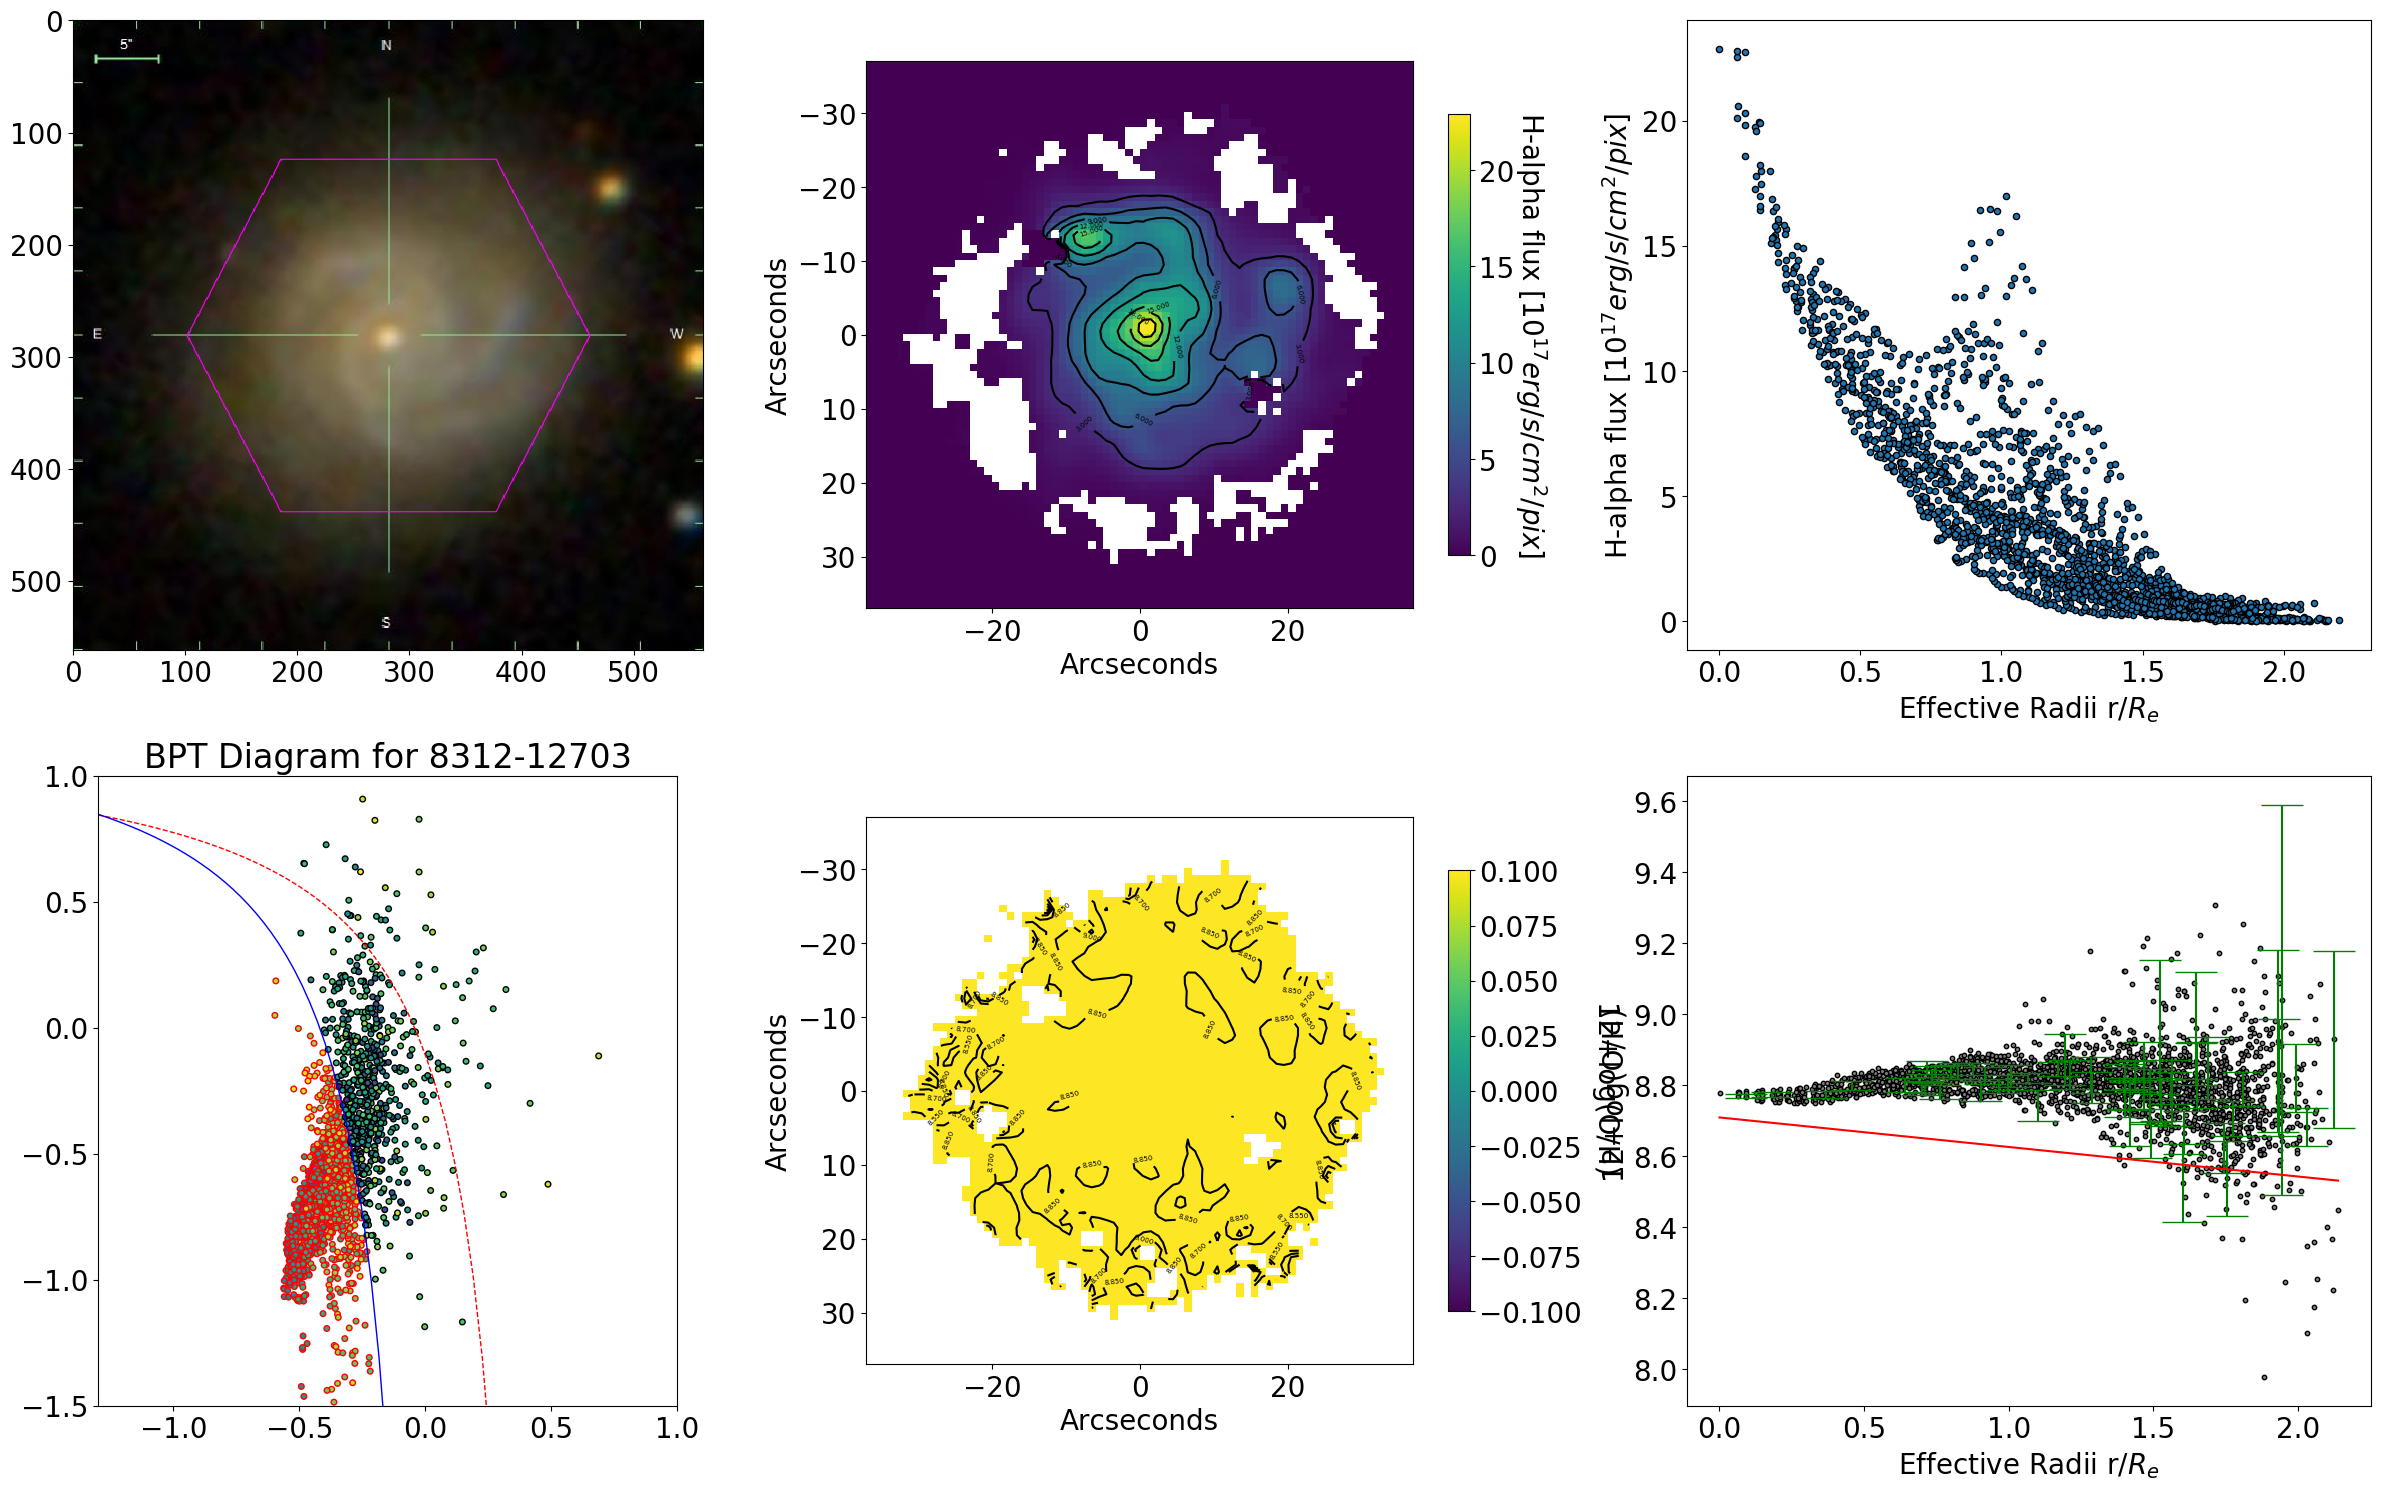 0
100
200
300
400
500
5"
N
E
W
S
0 100 200 300 400 500
−30
−20
−10
0
10
20
30
Arcseconds
−20 0 20
Arcseconds
20
15
10
5
0
H-alpha flux [10^{17}erg/s/cm^2/pix]
H-alpha flux [10^{17}erg/s/cm^2/pix]
20
15
10
5
0
0.0 0.5 1.0 1.5 2.0
Effective Radii r/R_e
BPT Diagram for 8312-12703
1.0
0.5
0.0
−0.5
−1.0
−1.5
−1.0 −0.5 0.0 0.5 1.0
−30
−20
−10
0
10
20
30
Arcseconds
−20 0 20
Arcseconds
0.100
0.075
0.050
0.025
0.000
−0.025
−0.050
−0.075
−0.100
9.6
9.4
9.2
9.0
8.8
8.6
8.4
8.2
8.0
0.0 0.5 1.0 1.5 2.0
Effective Radii r/R_e